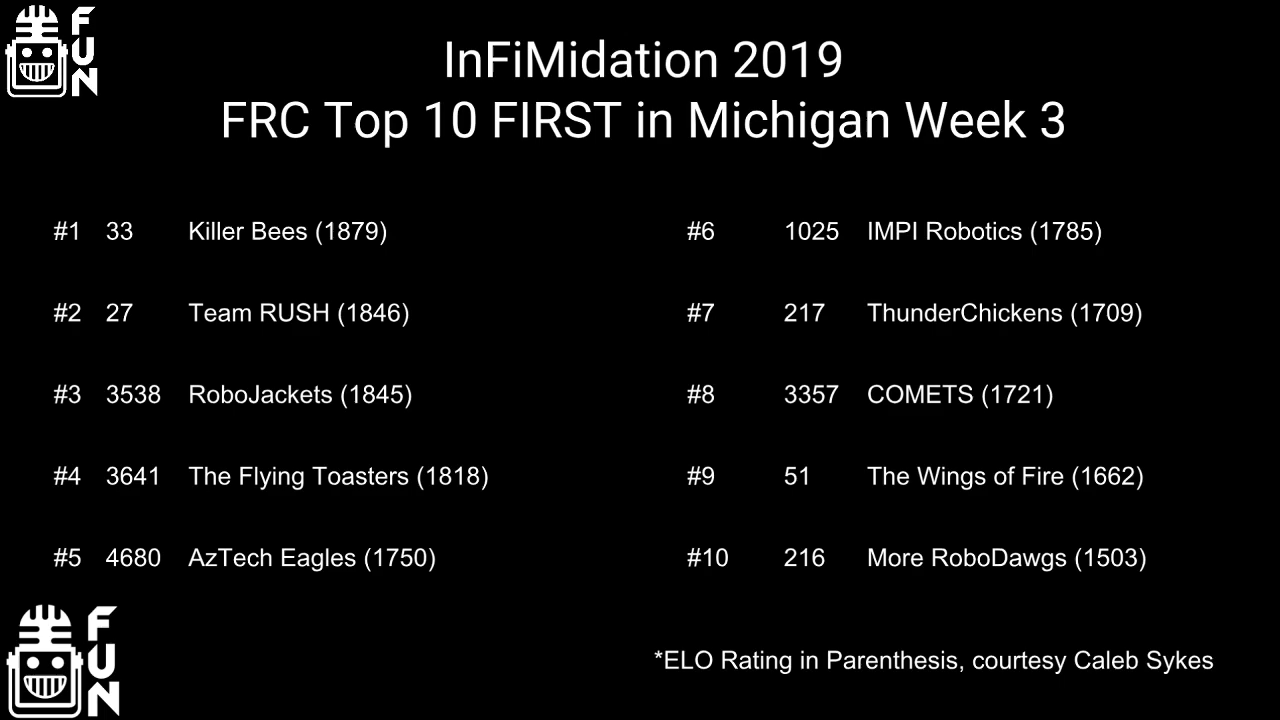 FUN
InFiMidation 2019
FRC Top 10 FIRST in Michigan Week 3
#1 33 Killer Bees (1879)
#2 27 Team RUSH (1846)
#3 3538 RoboJackets (1845)
#4 3641 The Flying Toasters (1818)
#5 4680 AzTech Eagles (1750)
#6 1025 IMPI Robotics (1785)
#7 217 ThunderChickens (1709)
#8 3357 COMETS (1721)
#9 51 The Wings of Fire (1662)
#10 216 More RoboDawgs (1503)
FUN
*ELO Rating in Parenthesis, courtesy Caleb Sykes